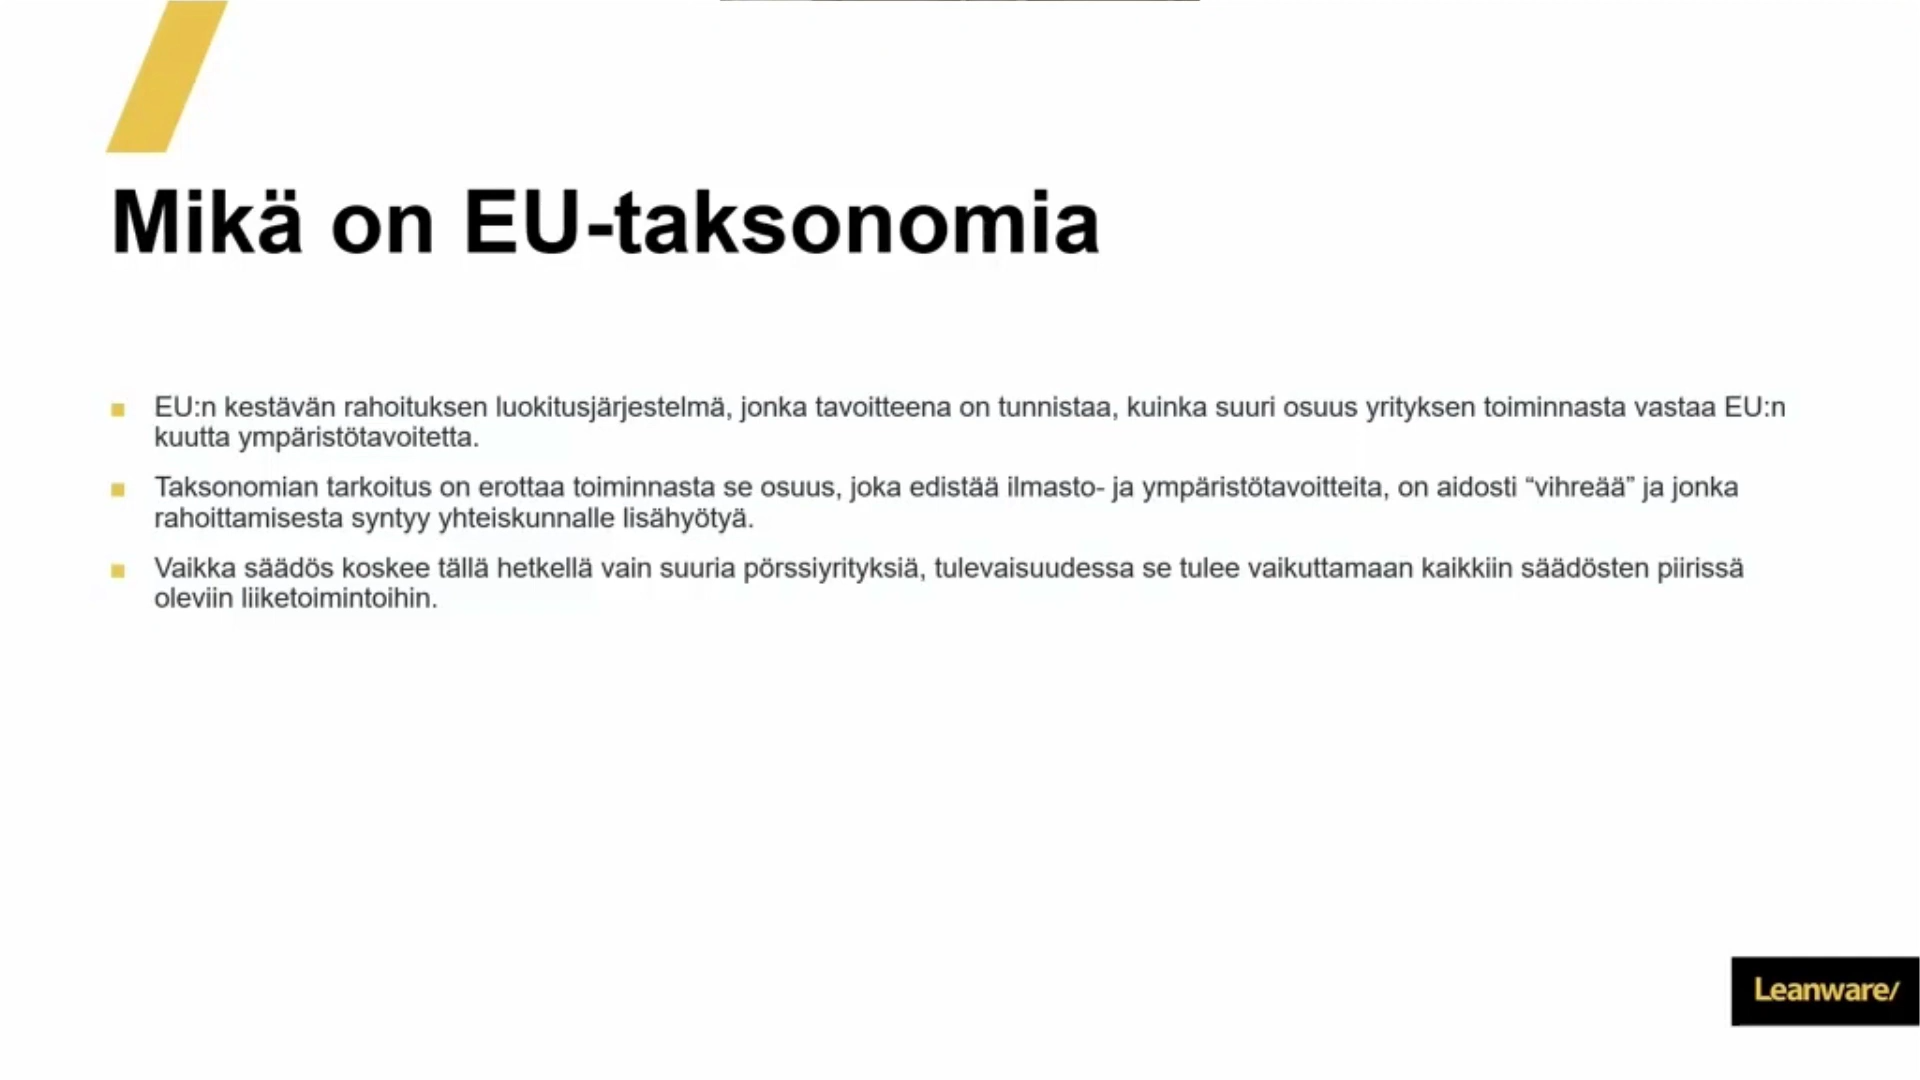 Mikä on EU-taksonomia
EU:n kestävän rahoituksen luokitusjärjestelmä, jonka tavoitteena on tunnistaa, kuinka suuri osuus yrityksen toiminnasta vastaa EU:n
kuutta ympäristötavoitetta.
Taksonomian tarkoitus on erottaa toiminnasta se osuus, joka edistää ilmasto- ja ympäristötavoitteita, on aidosti “vihreää” ja jonka
rahoittamisesta syntyy yhteiskunnalle lisähyötyä.
Vaikka säädös koskee tällä hetkellä vain suuria pörssiyrityksiä, tulevaisuudessa se tulee vaikuttamaan kaikkiin säädösten piirissä
oleviin liiketoimintoihin.
Leanware/